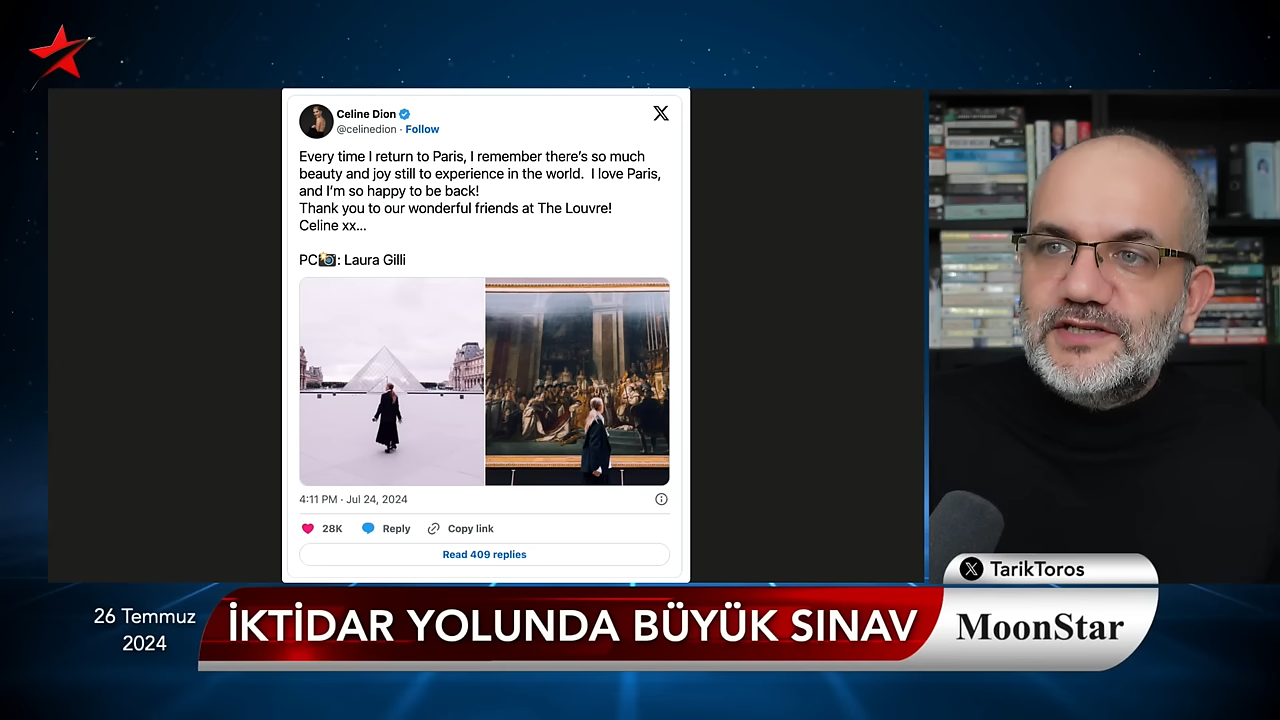 Celine Dion
@celinedion · Follow
X
Every time I return to Paris, I remember there's so much
beauty and joy still to experience in the world. I love Paris,
and I'm so happy to be back!
Thank you to our wonderful friends at The Louvre!
Celine xx...
PC📷: Laura Gilli
4:11 PM · Jul 24, 2024
28K Reply Copy link
Read 409 replies
X TarikToros
26 Temmuz
2024
İKTİDAR YOLUNDA BÜYÜK SINAV
MoonStar